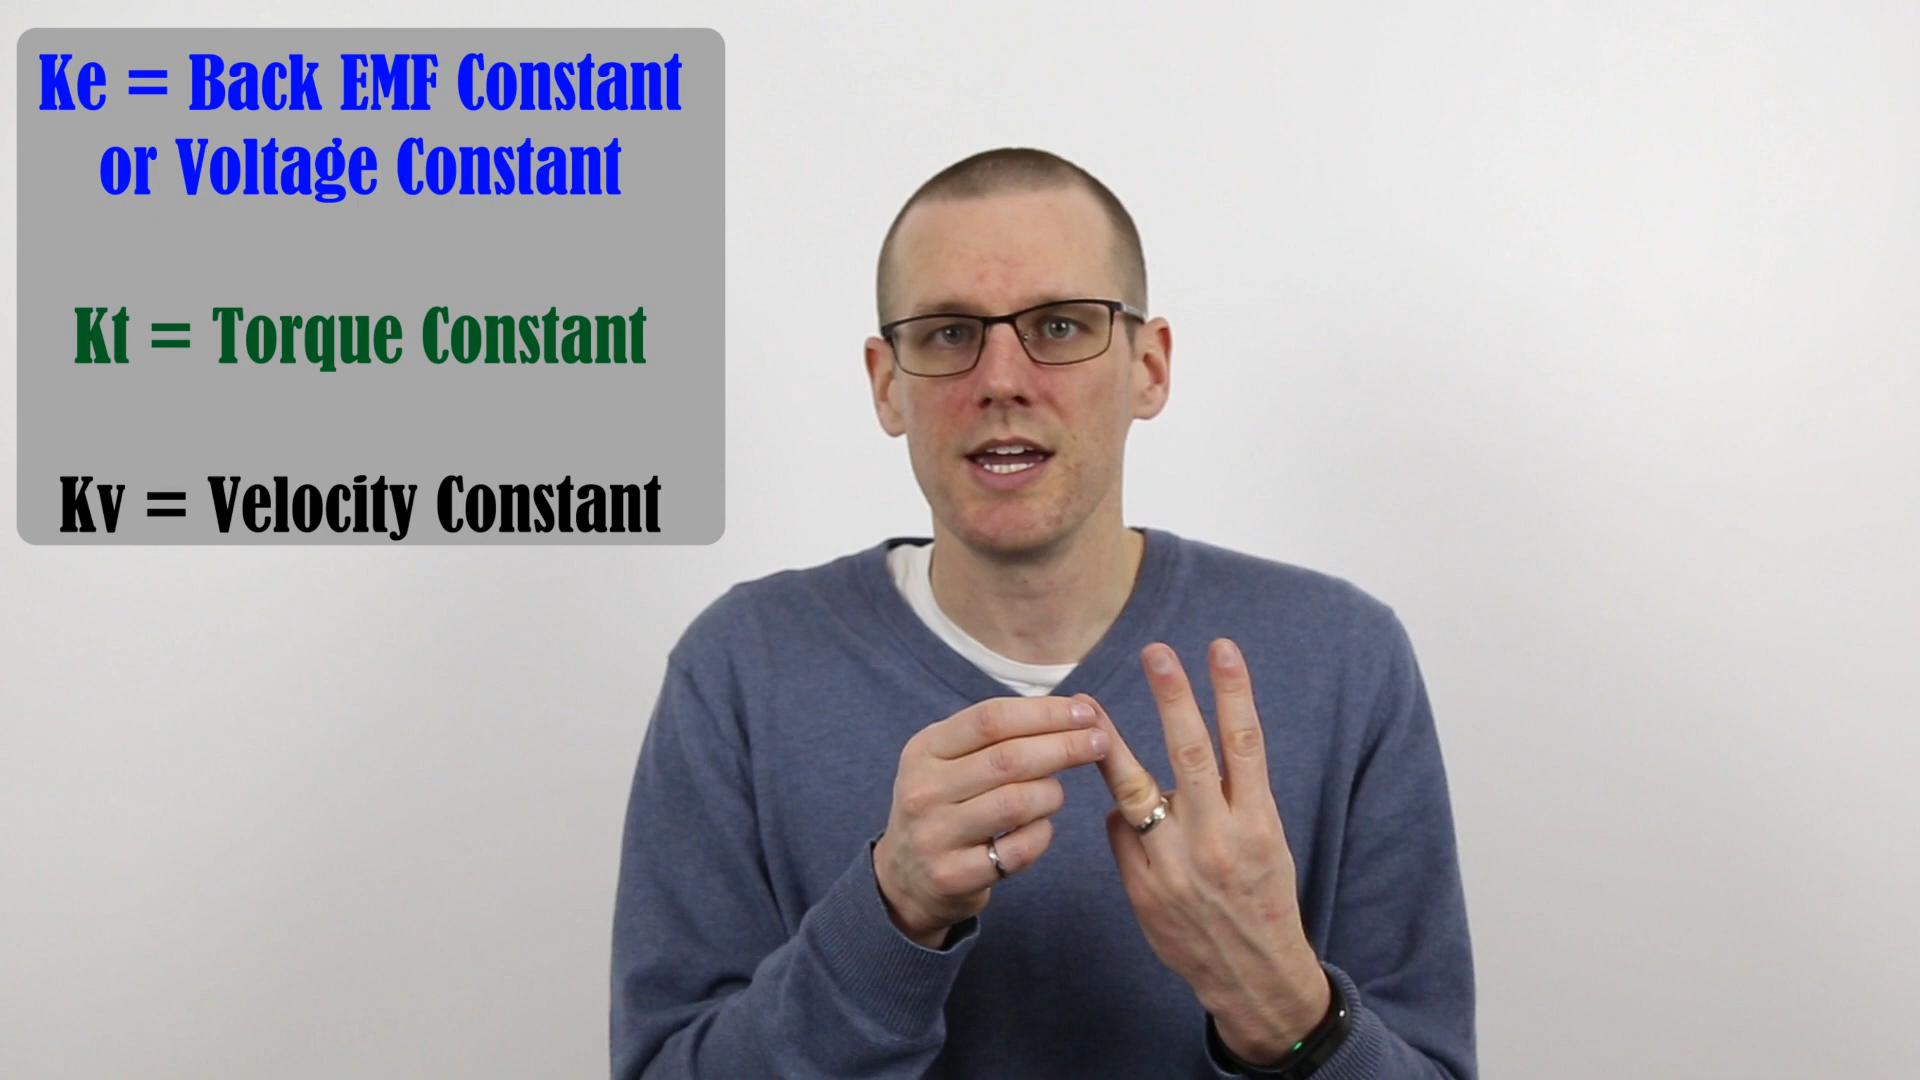 Ke = Back EMF Constant
or Voltage Constant
Kt = Torque Constant
Kv = Velocity Constant